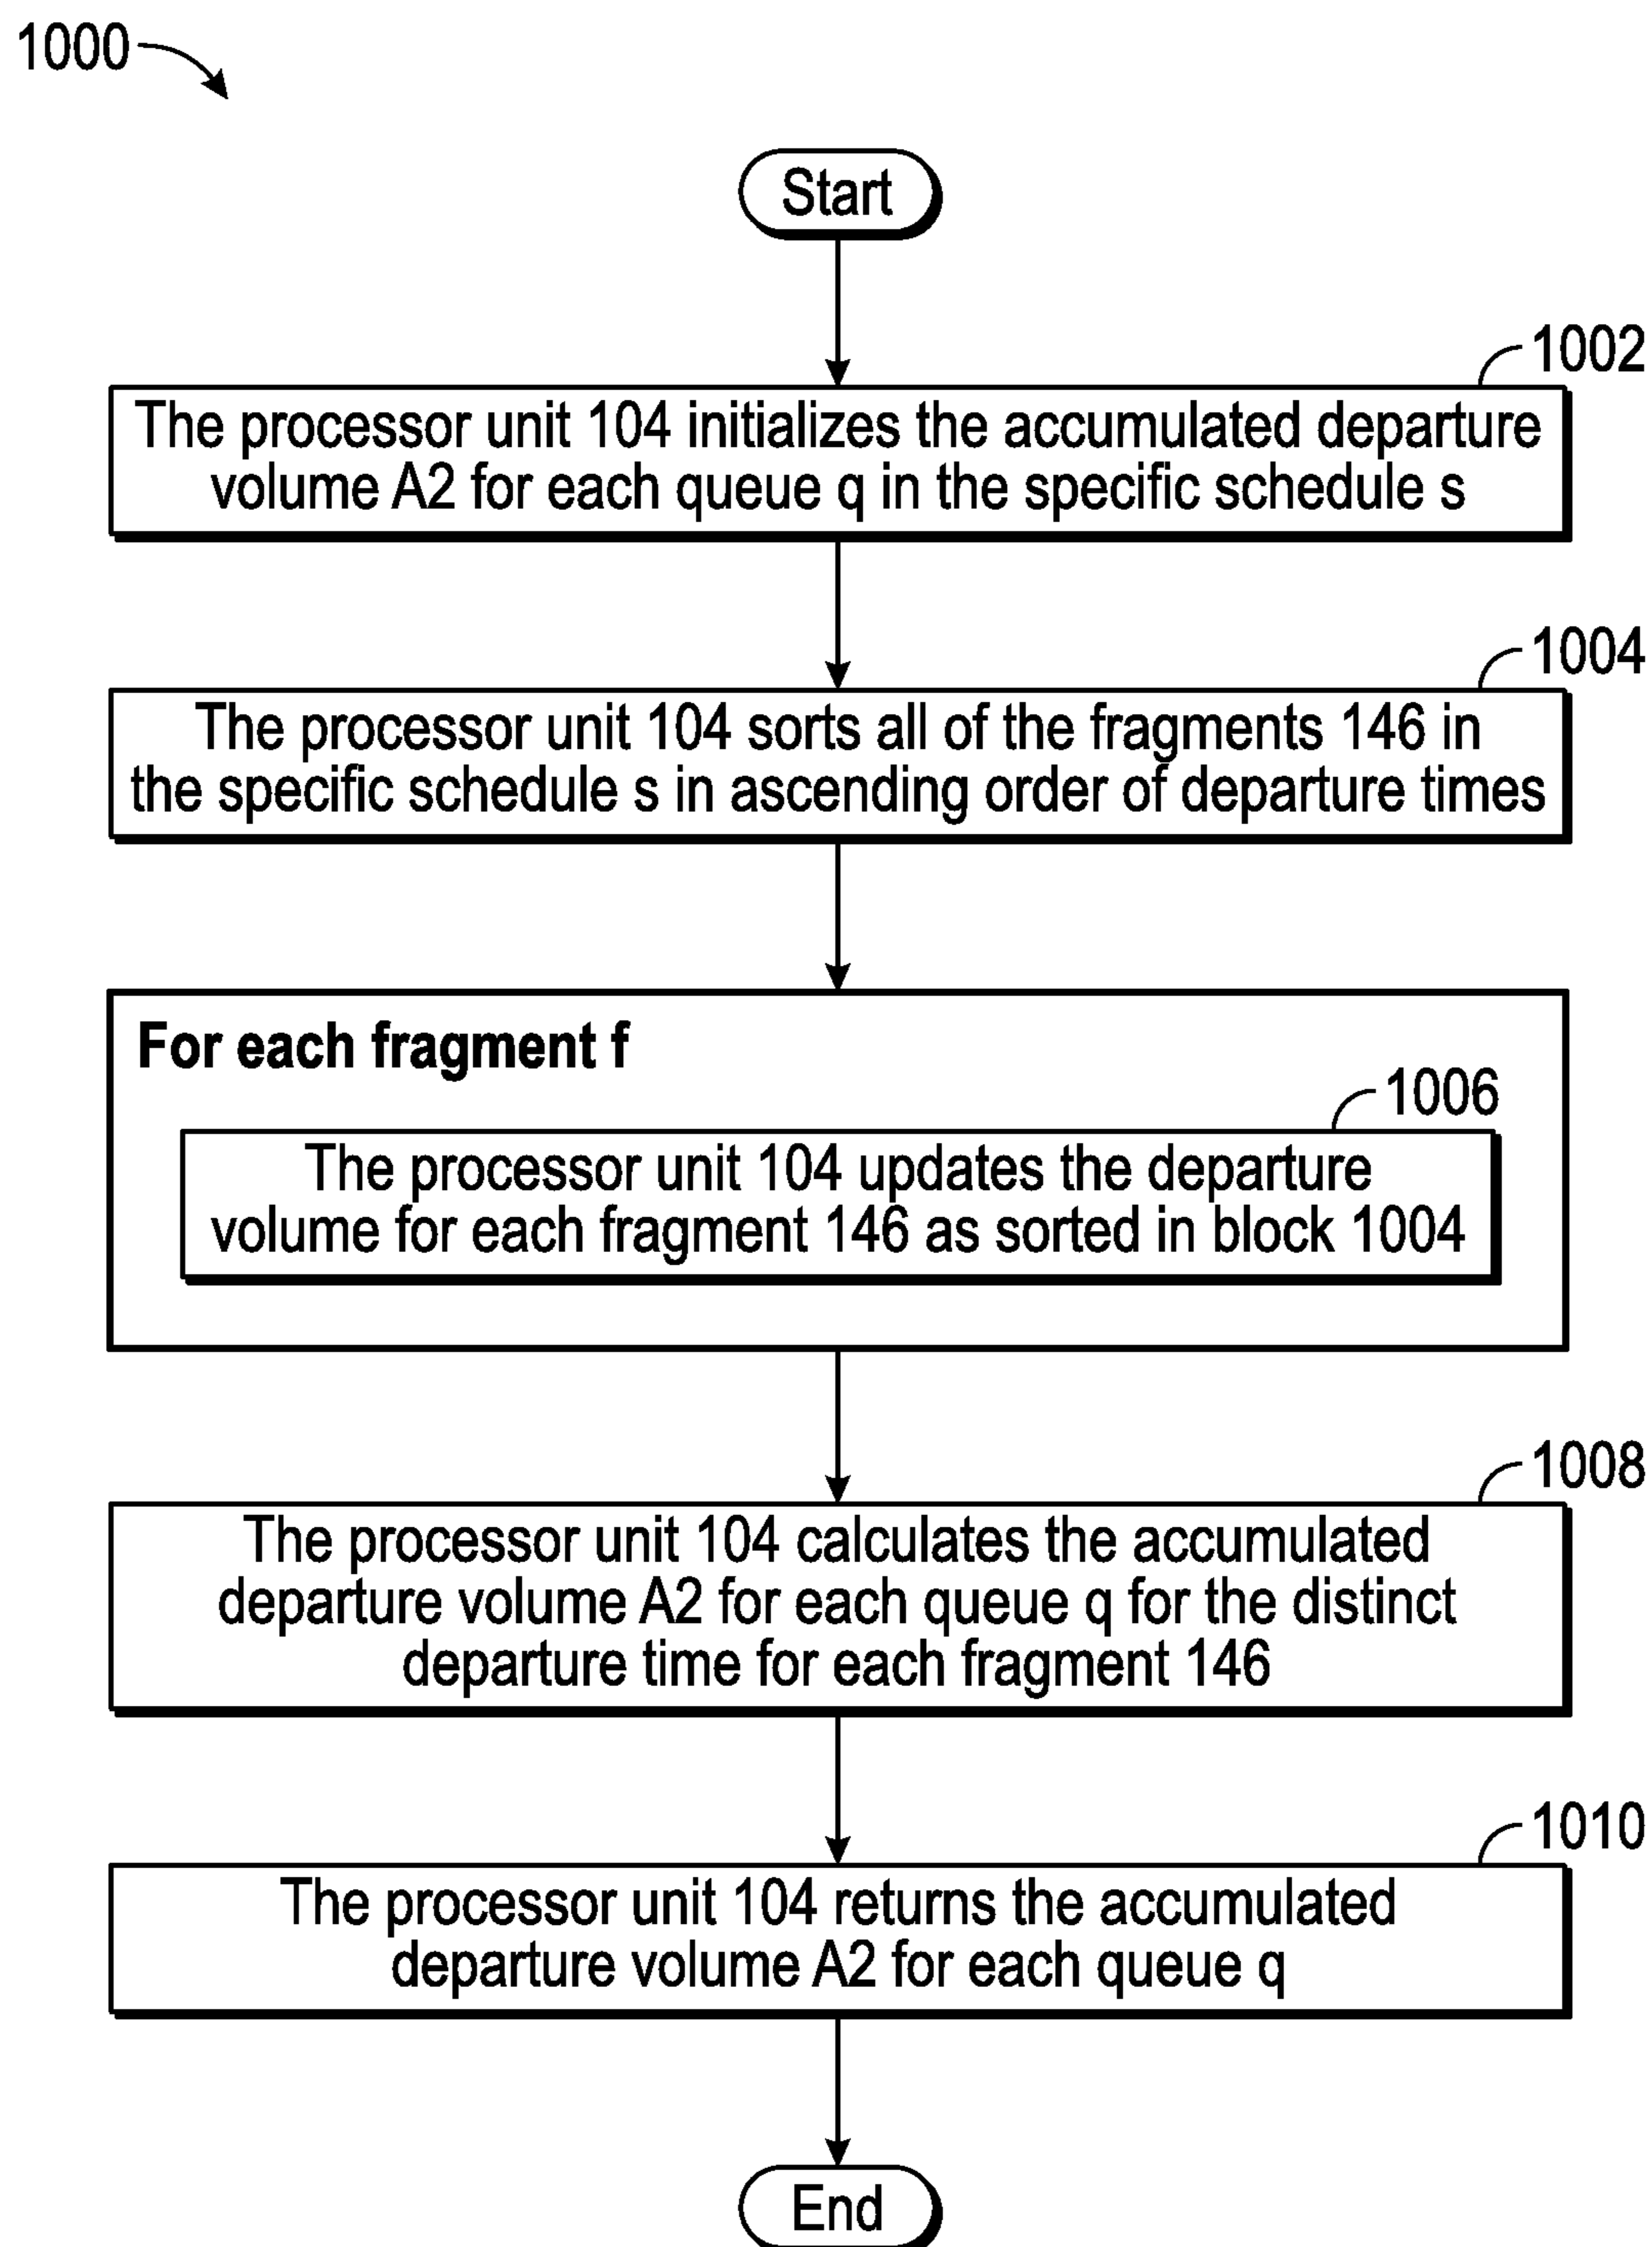 1000
Start
1002
The processor unit 104 initializes the accumulated departure
volume A2 for each queue q in the specific schedule s
1004
The processor unit 104 sorts all of the fragments 146 in
the specific schedule s in ascending order of departure times
For each fragment f
1006
The processor unit 104 updates the departure
volume for each fragment 146 as sorted in block 1004
1008
The processor unit 104 calculates the accumulated
departure volume A2 for each queue q for the distinct
departure time for each fragment 146
1010
The processor unit 104 returns the accumulated
departure volume A2 for each queue q
End